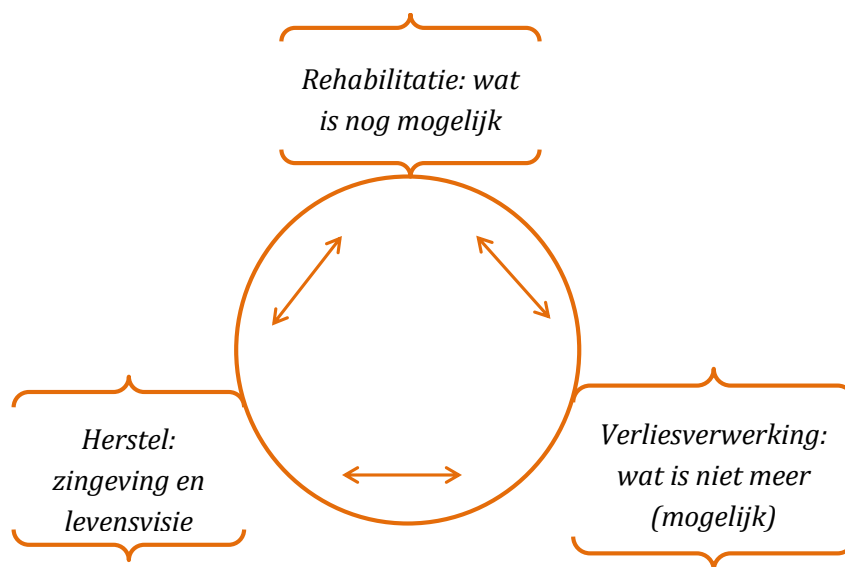 Rehabilitatie: wat
is nog mogelijk
Herstel:
zingeving en
levensvisie
Verliesverwerking:
wat is niet meer
(mogelijk)